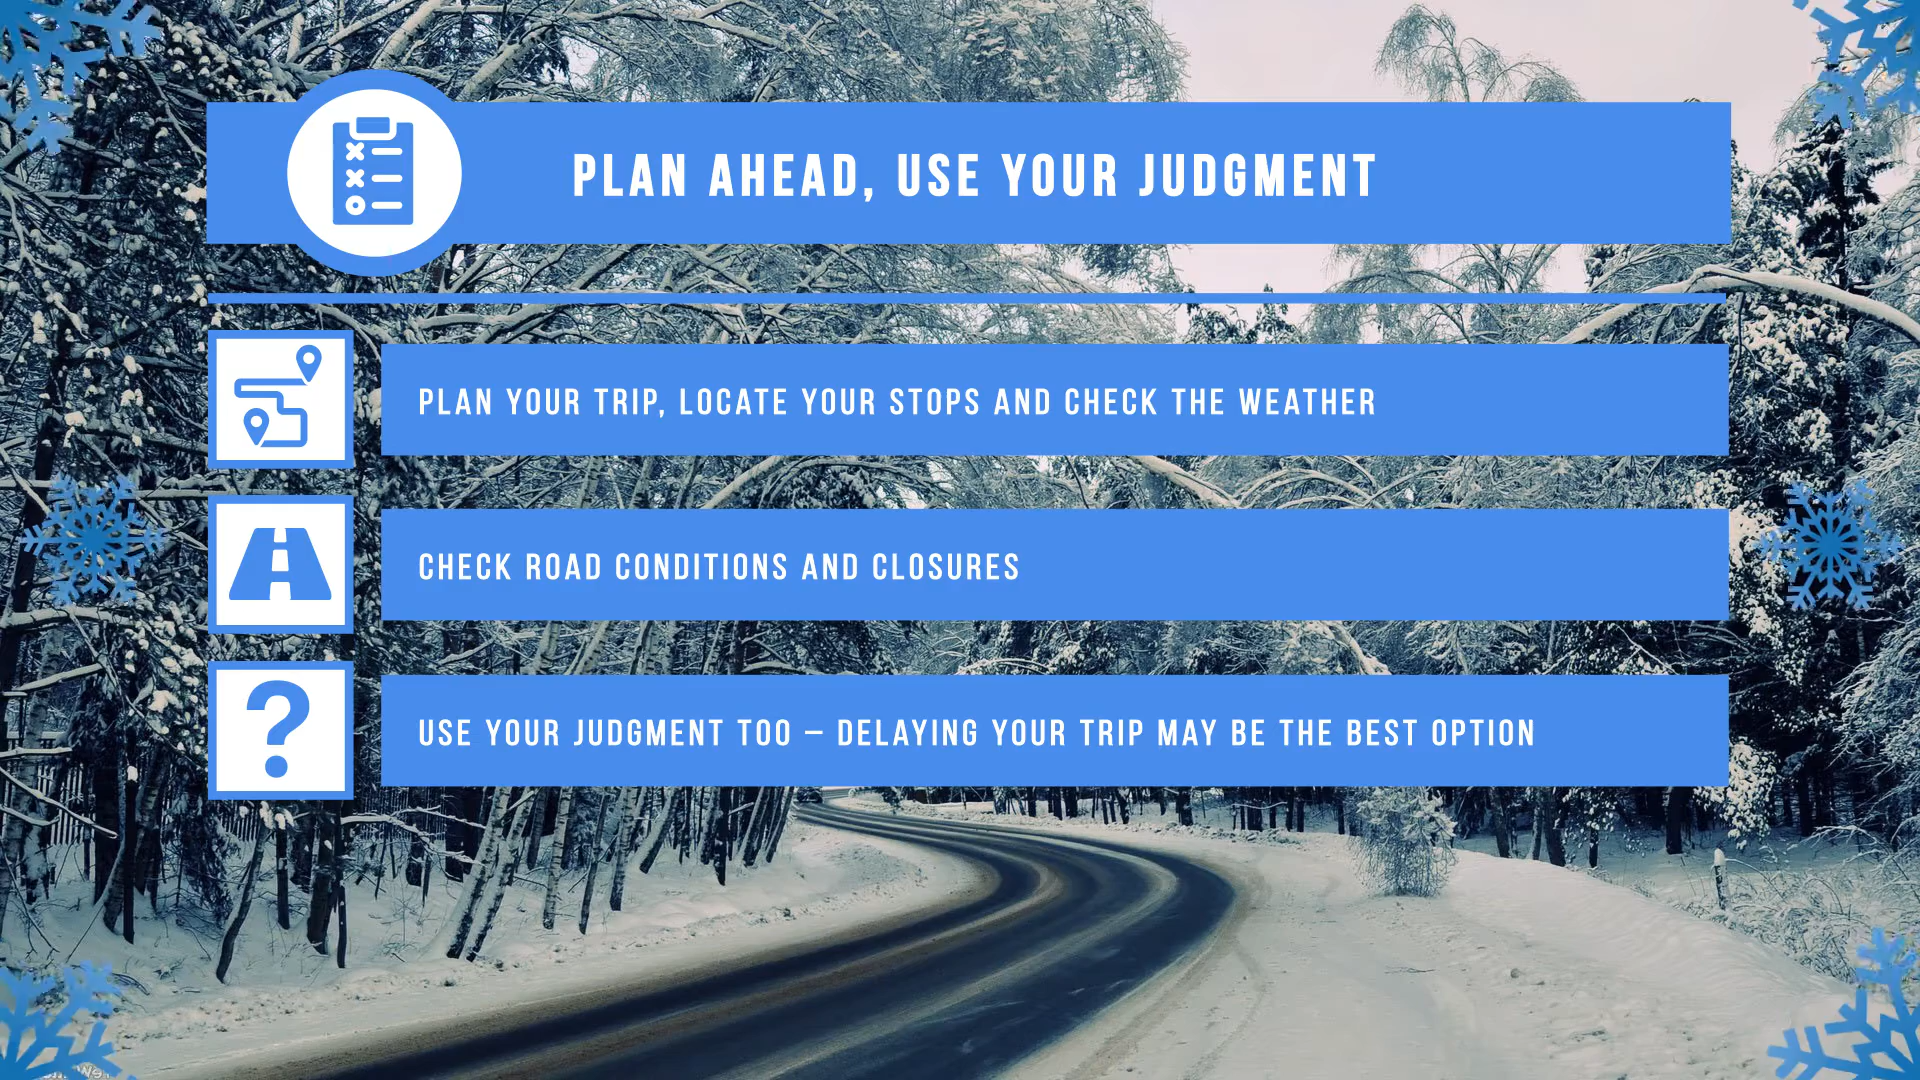 PLAN AHEAD, USE YOUR JUDGMENT
PLAN YOUR TRIP, LOCATE YOUR STOPS AND CHECK THE WEATHER
CHECK ROAD CONDITIONS AND CLOSURES
USE YOUR JUDGMENT TOO – DELAYING YOUR TRIP MAY BE THE BEST OPTION